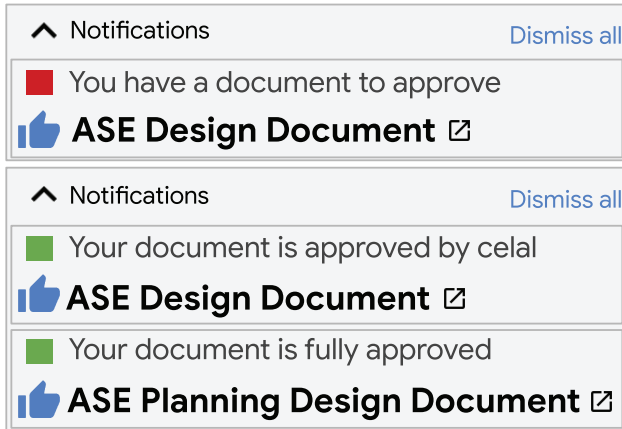 Notifications
Dismiss all
You have a document to approve
ASE Design Document
Notifications
Dismiss all
Your document is approved by celal
ASE Design Document
Your document is fully approved
ASE Planning Design Document